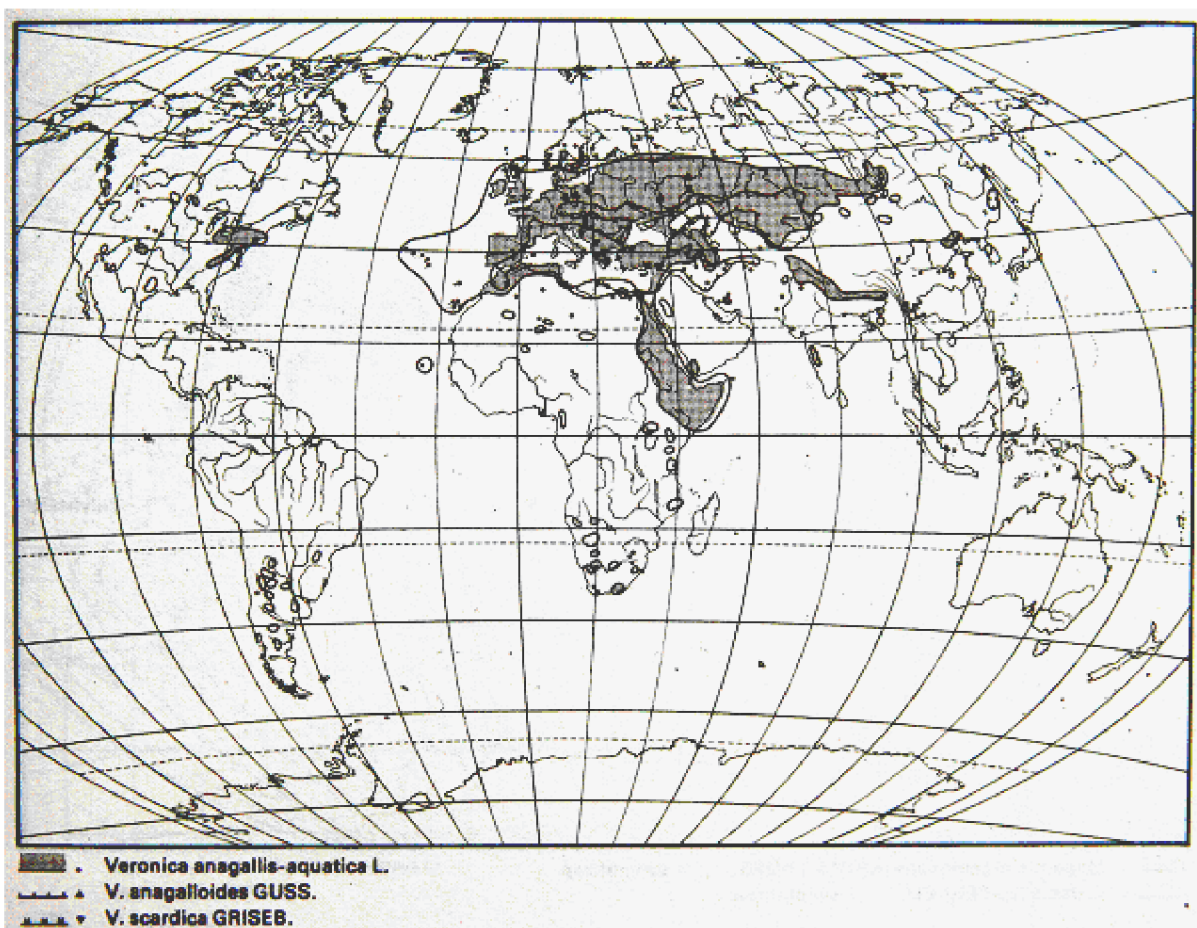 Veronica anagallis-aquatica L.
V. anagalloides GUSS.
V. scardica GRISEB.